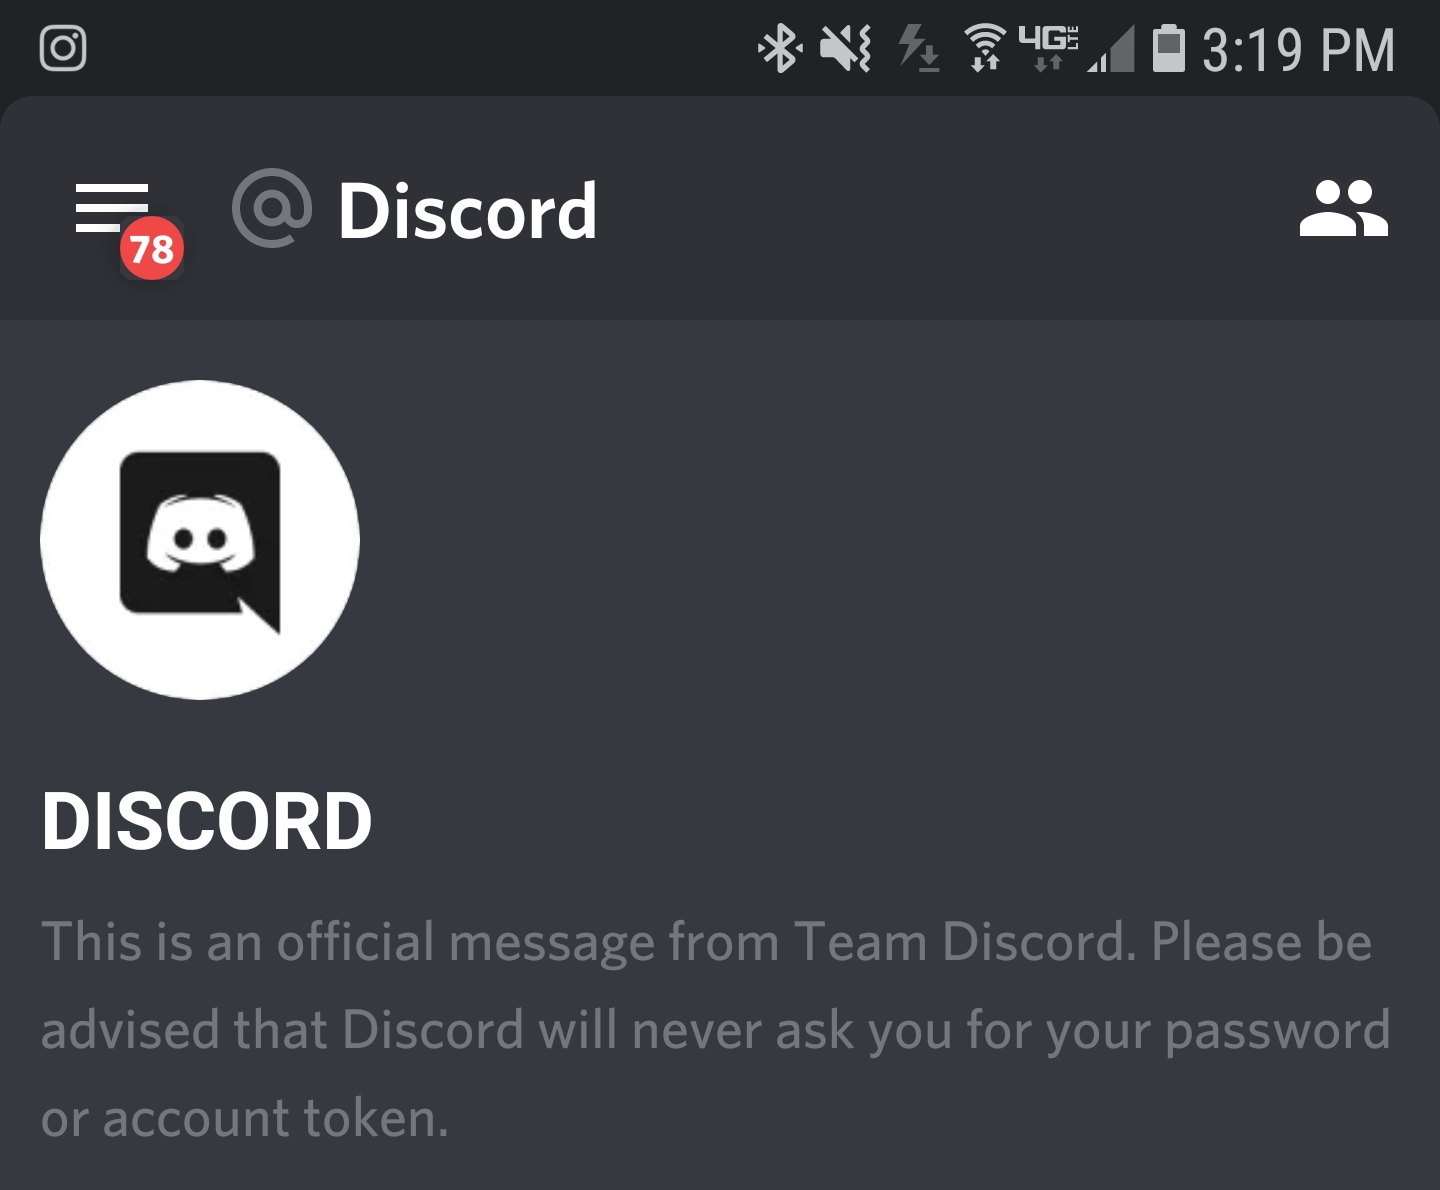 4G LTE 3:19 PM
@ Discord
78
DISCORD
This is an official message from Team Discord. Please be
advised that Discord will never ask you for your password
or account token.